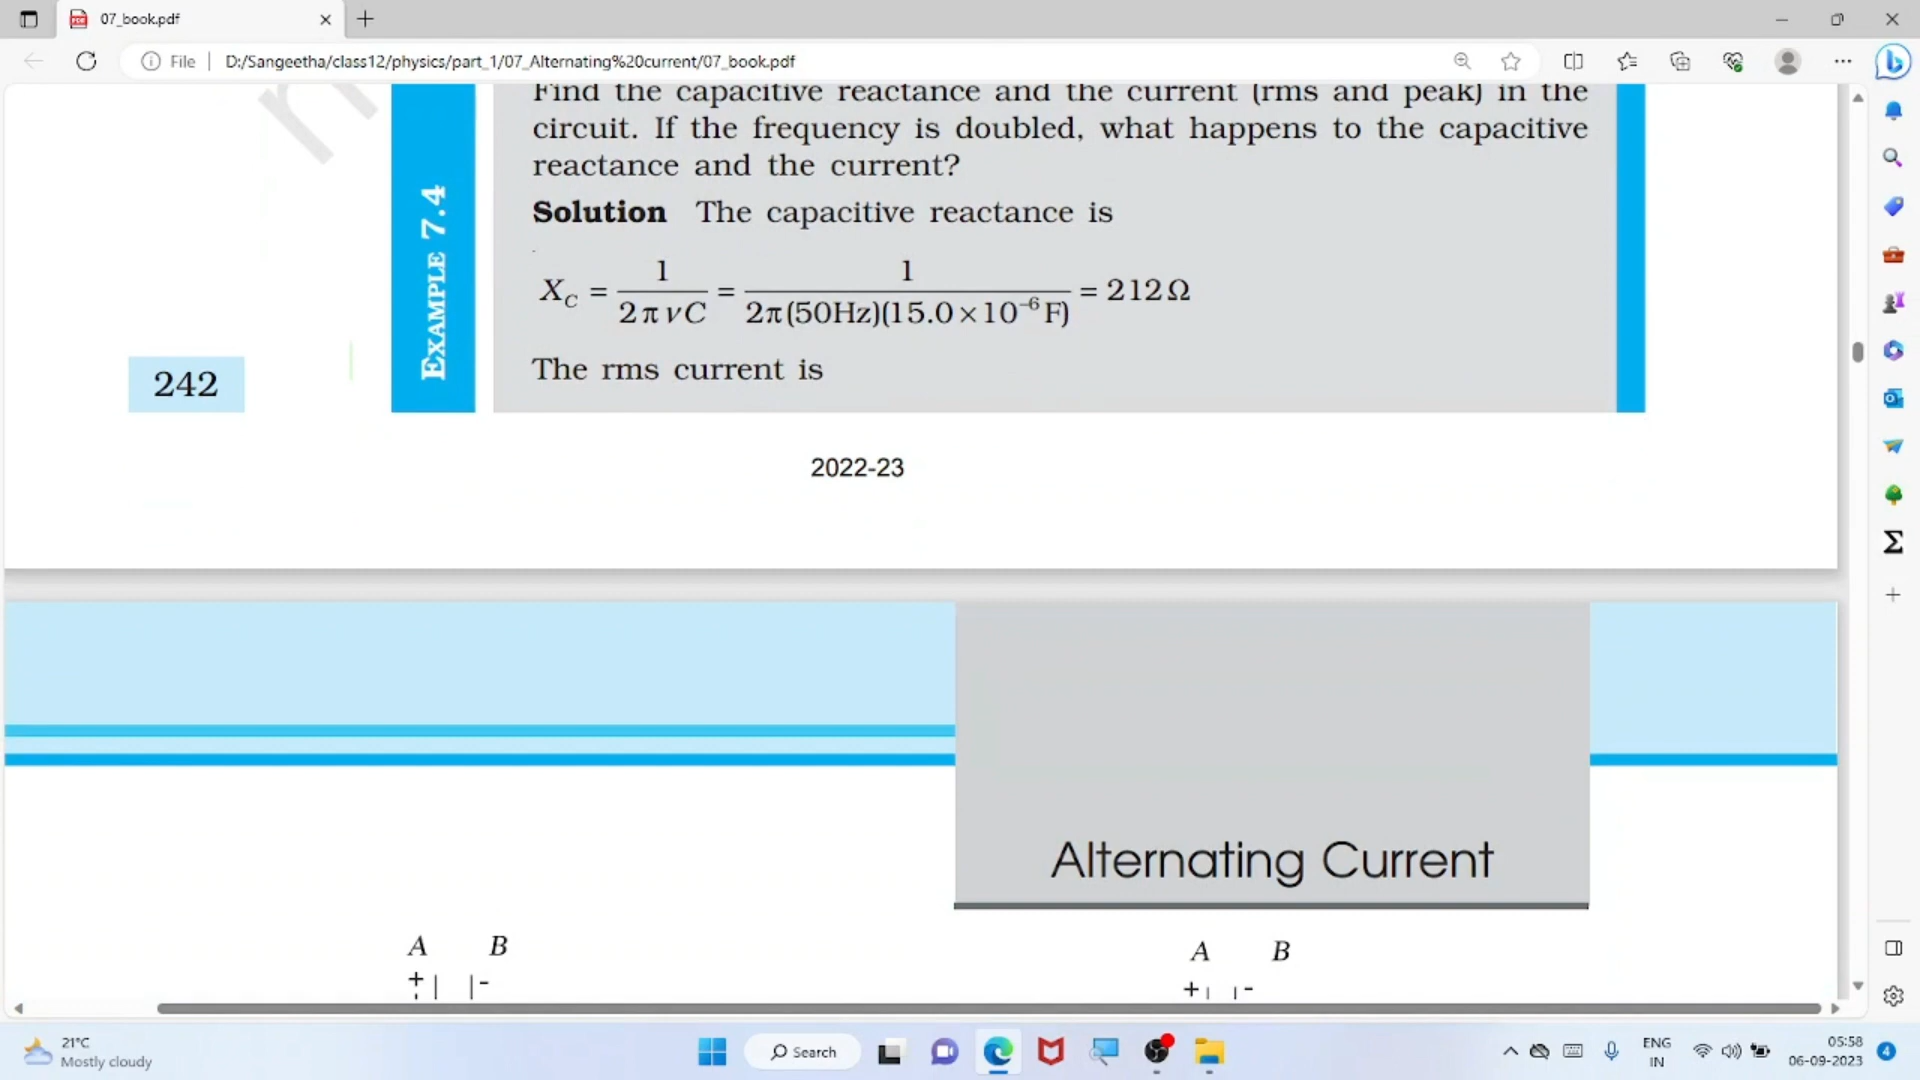 07_book.pdf
File
D:/Sangeetha/class12/physics/part_1/07_Alternating%20current/07_book.pdf
Find the capacitive reactance and the current (rms and peak) in the
circuit. If the frequency is doubled, what happens to the capacitive
reactance and the current?
EXAMPLE 7.4
Solution The capacitive reactance is
X_C = 1 / 2πνC = 1 / 2π(50Hz)(15.0×10⁻⁶F) = 212Ω
The rms current is
242
2022-23
Alternating Current
A B
+ -
A B
+ -
21°C
Mostly cloudy
Search
ENG
IN
05:58
06-09-2023
4